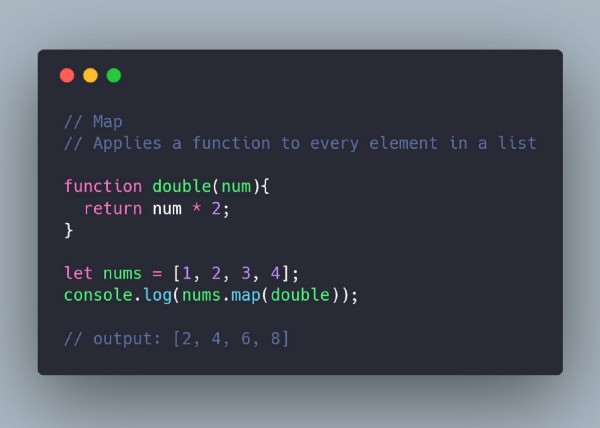 // Map
// Applies a function to every element in a list
function double(num){
  return num * 2;
}
let nums = [1, 2, 3, 4];
console.log(nums.map(double));
// output: [2, 4, 6, 8]